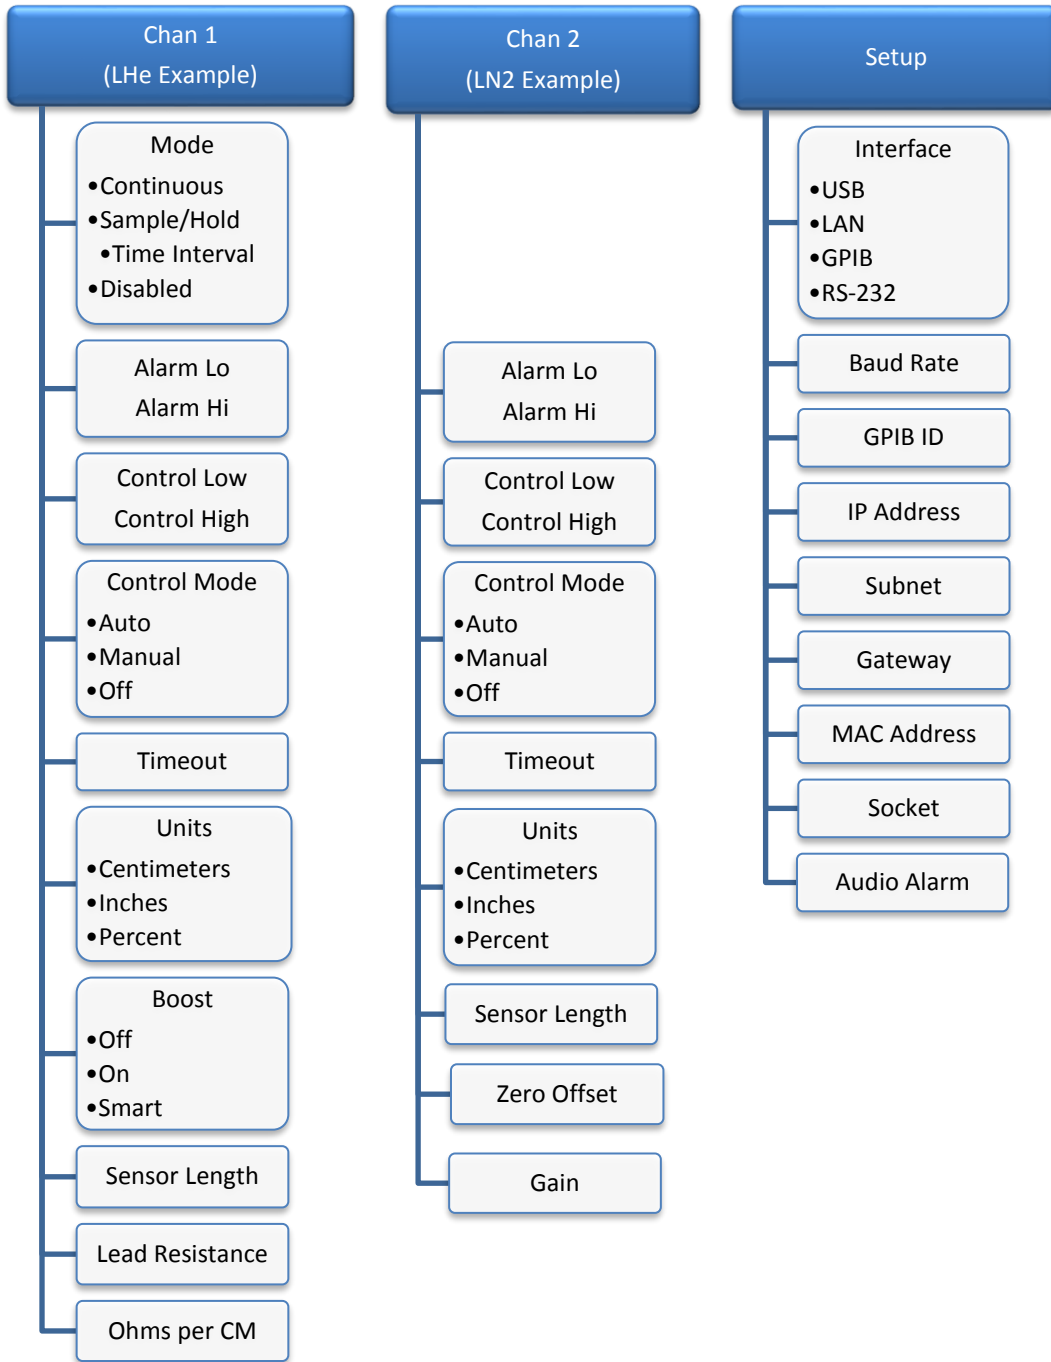 Chan 1
(LHe Example)
Mode
•Continuous
•Sample/Hold
•Time Interval
•Disabled
Alarm Lo
Alarm Hi
Control Low
Control High
Control Mode
•Auto
•Manual
•Off
Timeout
Units
•Centimeters
•Inches
•Percent
Boost
•Off
•On
•Smart
Sensor Length
Lead Resistance
Ohms per CM
Chan 2
(LN2 Example)
Alarm Lo
Alarm Hi
Control Low
Control High
Control Mode
•Auto
•Manual
•Off
Timeout
Units
•Centimeters
•Inches
•Percent
Sensor Length
Zero Offset
Gain
Setup
Interface
•USB
•LAN
•GPIB
•RS-232
Baud Rate
GPIB ID
IP Address
Subnet
Gateway
MAC Address
Socket
Audio Alarm